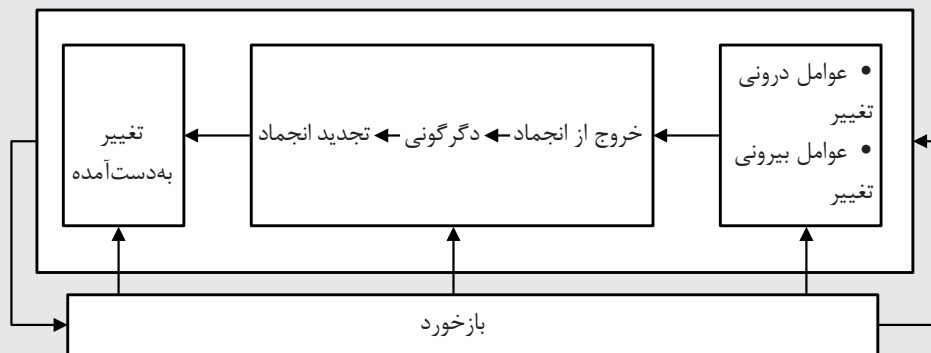 • عوامل درونی
تغییر
• عوامل بیرونی
تغییر
خروج از انجماد دگرگونی تجدید انجماد
تغییر
به‌دست‌آمده
بازخورد